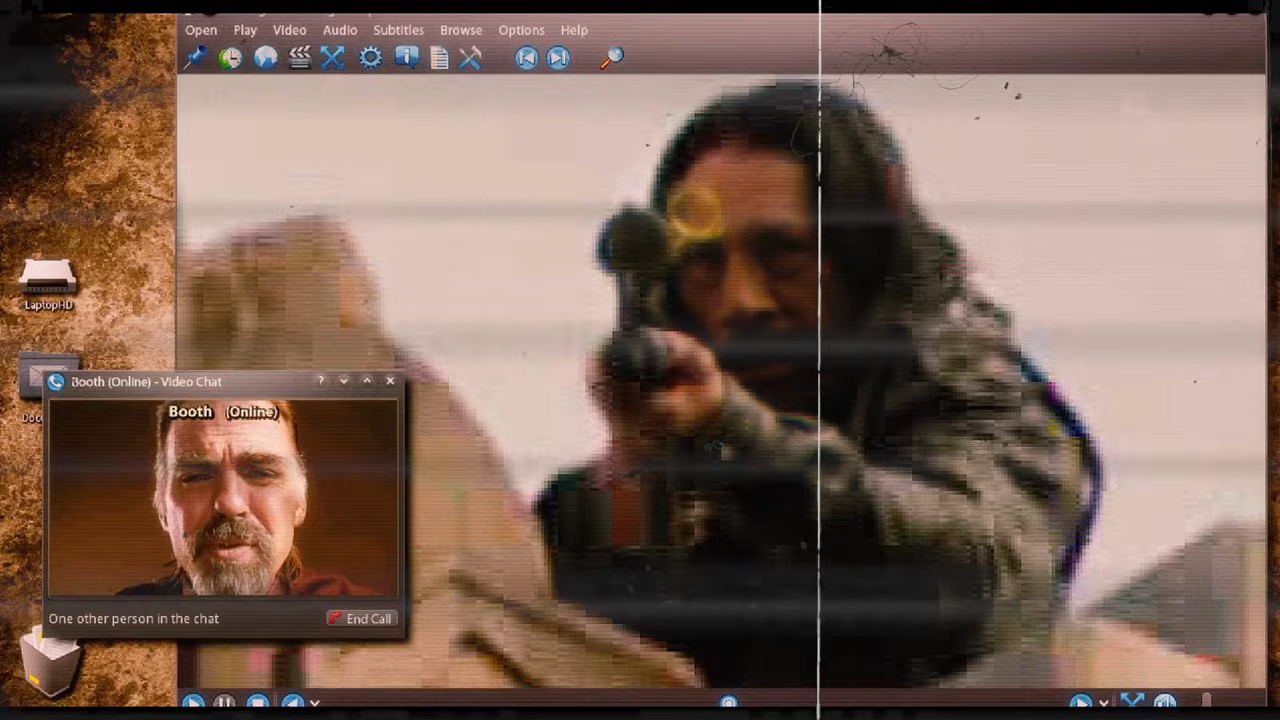 Open Play Video Audio Subtitles Browse Options Help
LaptopHD
Booth (Online) - Video Chat
Booth (Online)
One other person in the chat
End Call